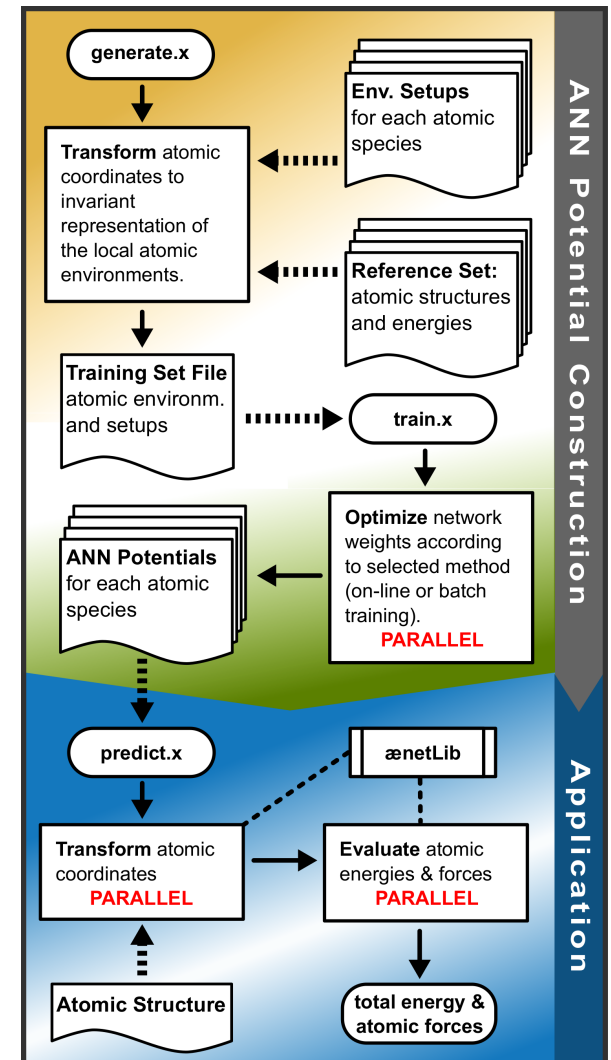 generate.x
Env. Setups
for each atomic
species
Transform atomic
coordinates to
invariant
representation of
the local atomic
environments.
Reference Set:
atomic structures
and energies
Training Set File
atomic environm.
and setups
train.x
Optimize network
weights according
to selected method
(on-line or batch
training).
PARALLEL
ANN Potentials
for each atomic
species
ANN Potential Construction
predict.x
ænetLib
Transform atomic
coordinates
PARALLEL
Evaluate atomic
energies & forces
PARALLEL
Atomic Structure
total energy &
atomic forces
Application